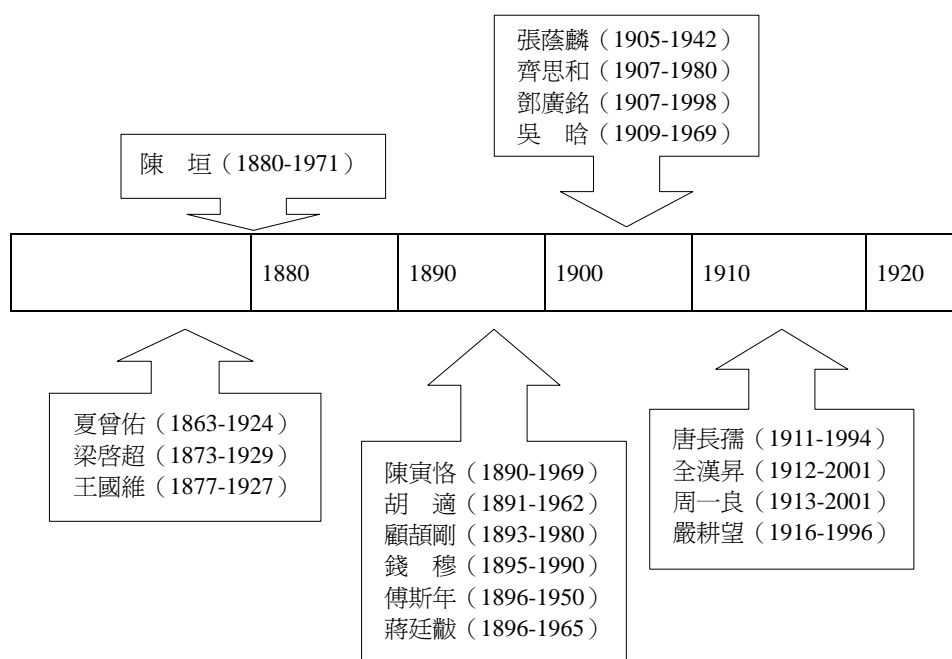 張蔭麟（1905-1942）
齊思和（1907-1980）
鄧廣銘（1907-1998）
吳　晗（1909-1969）
陳　垣（1880-1971）
1880
1890
1900
1910
1920
夏曾佑（1863-1924）
梁啓超（1873-1929）
王國維（1877-1927）
陳寅恪（1890-1969）
胡　適（1891-1962）
顧頡剛（1893-1980）
錢　穆（1895-1990）
傅斯年（1896-1950）
蔣廷黻（1896-1965）
唐長孺（1911-1994）
全漢昇（1912-2001）
周一良（1913-2001）
嚴耕望（1916-1996）